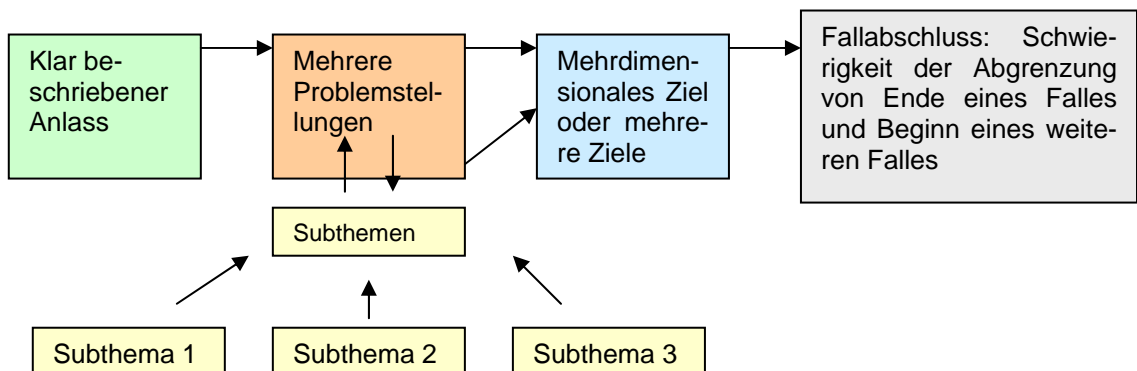 Klar be-
schriebener
Anlass
Mehrere
Problemstel-
lungen
Mehrdimen-
sionales Ziel
oder mehre-
re Ziele
Fallabschluss: Schwie-
rigkeit der Abgrenzung
von Ende eines Falles
und Beginn eines weite-
ren Falles
Subthemen
Subthema 1
Subthema 2
Subthema 3